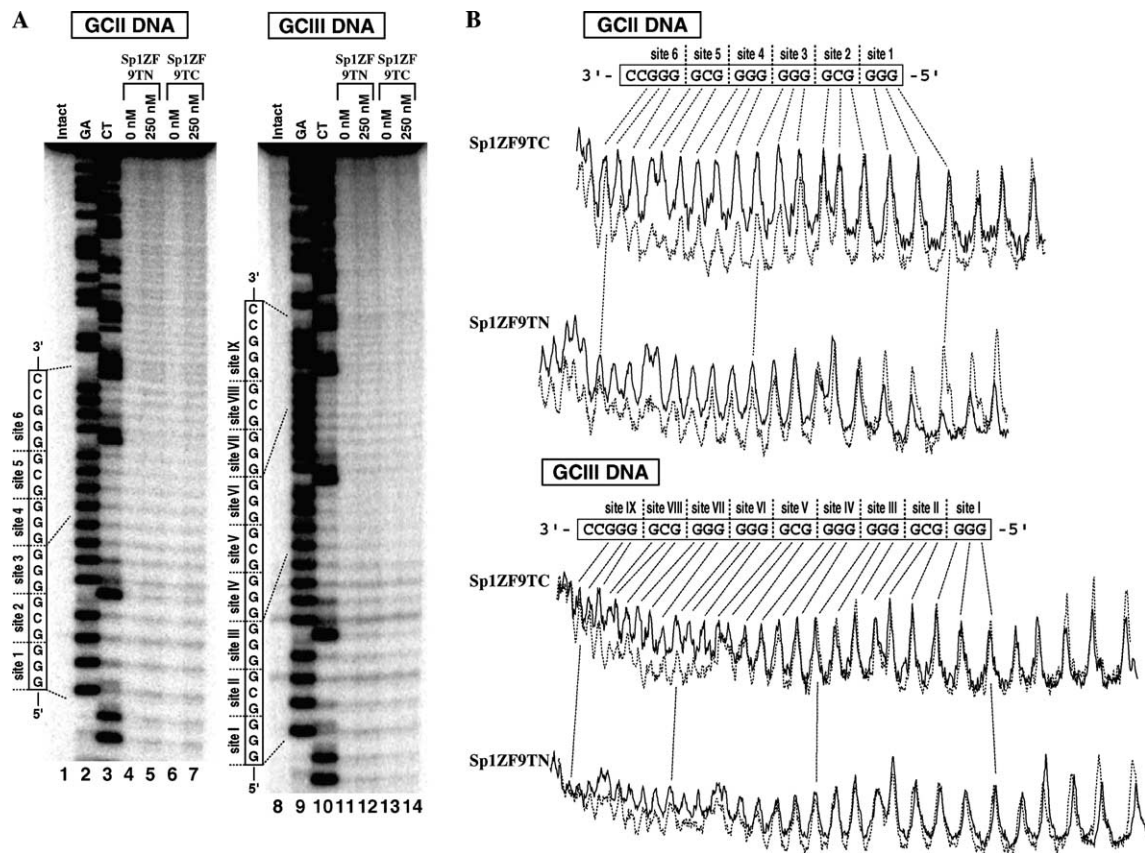 A
GCII DNA
Sp1ZF 9TN
Sp1ZF 9TC
Intact
GA
CT
0 nM
250 nM
0 nM
250 nM
3'
C
C
G
G
G
G
C
G
G
G
G
G
G
G
G
C
G
G
G
G
5'
site 6
site 5
site 4
site 3
site 2
site 1
1 2 3 4 5 6 7
GCIII DNA
Sp1ZF 9TN
Sp1ZF 9TC
Intact
GA
CT
0 nM
250 nM
0 nM
250 nM
3'
C
C
G
G
G
G
C
G
G
G
G
G
G
G
G
C
G
G
G
G
G
G
G
G
C
G
G
G
G
5'
site IX
site VIII
site VII
site VI
site V
site IV
site III
site II
site I
8 9 10 11 12 13 14
B
GCII DNA
site 6 site 5 site 4 site 3 site 2 site 1
3'- CCGGG GCG GGG GGG GCG GGG -5'
Sp1ZF9TC
Sp1ZF9TN
GCIII DNA
site IX site VIII site VII site VI site V site IV site III site II site I
3'- CCGGG GCG GGG GGG GCG GGG GGG GCG GGG -5'
Sp1ZF9TC
Sp1ZF9TN